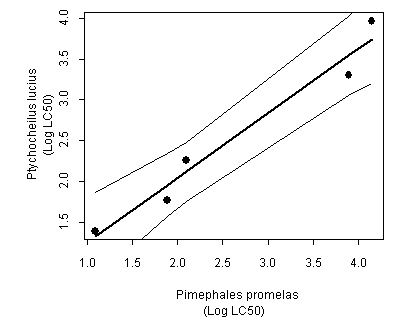 Ptychocheilus lucius
(Log LC50)
4.0
3.5
3.0
2.5
2.0
1.5
1.0 1.5 2.0 2.5 3.0 3.5 4.0
Pimephales promelas
(Log LC50)